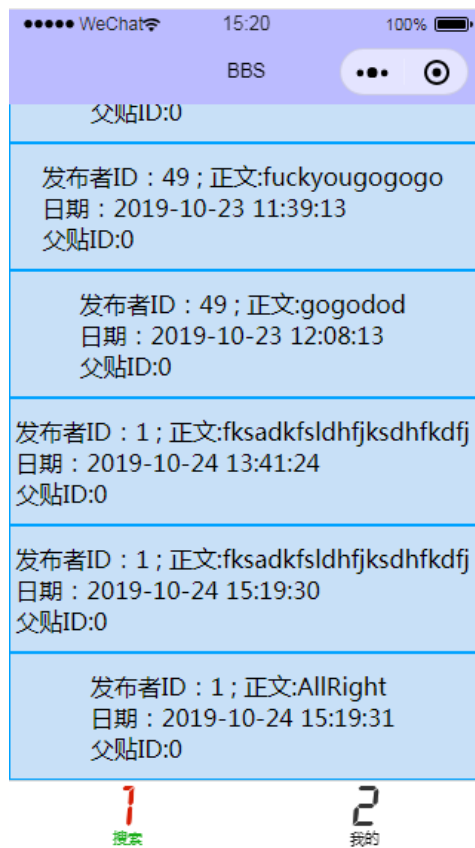 WeChat 15:20 100%
BBS
父贴ID:0
发布者ID：49 ; 正文:fuckyougogogo
日期：2019-10-23 11:39:13
父贴ID:0
发布者ID：49 ; 正文:gogodod
日期：2019-10-23 12:08:13
父贴ID:0
发布者ID：1 ; 正文:fksadkfsldhfjksdhfkdfj
日期：2019-10-24 13:41:24
父贴ID:0
发布者ID：1 ; 正文:fksadkfsldhfjksdhfkdfj
日期：2019-10-24 15:19:30
父贴ID:0
发布者ID：1 ; 正文:AllRight
日期：2019-10-24 15:19:31
父贴ID:0
1 2
搜索 我的